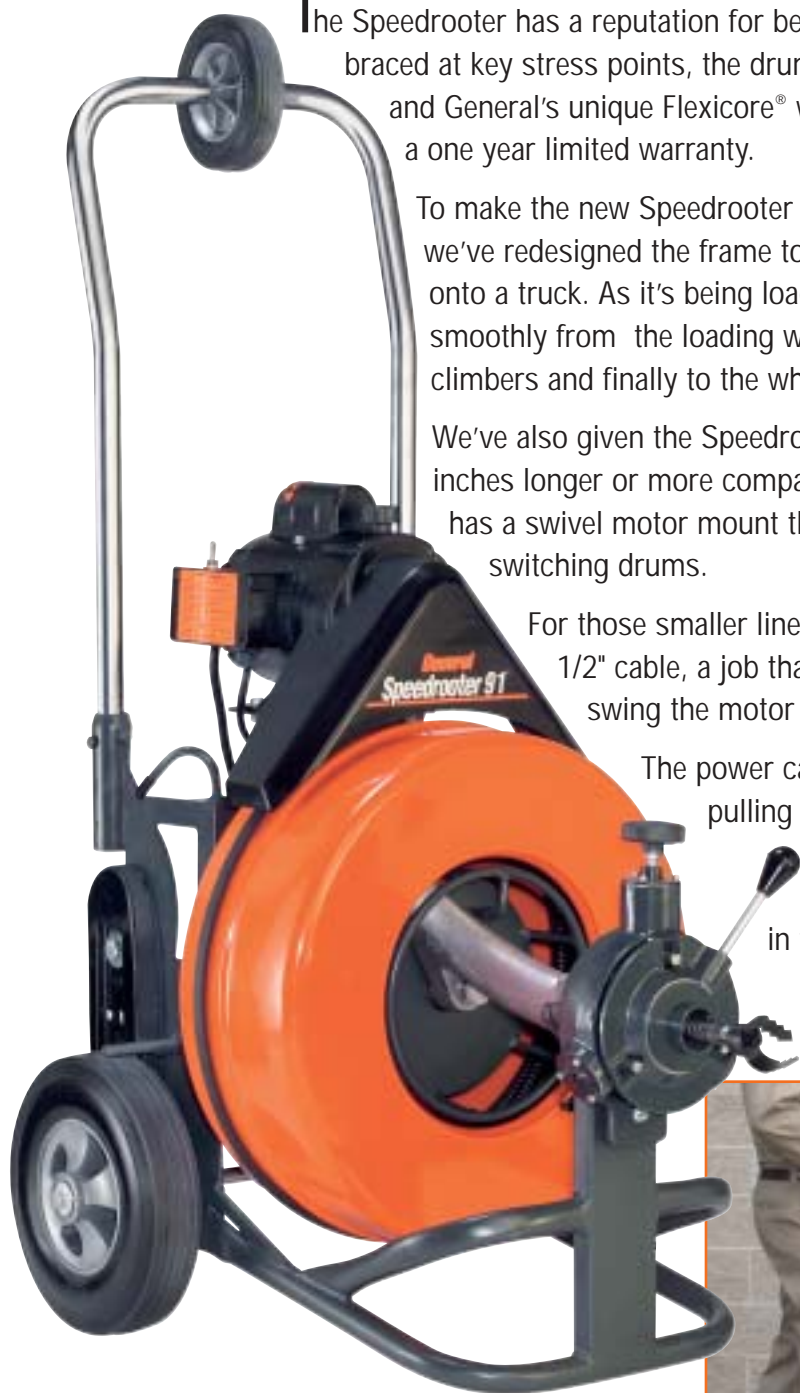 The Speedrooter has a reputation for be
braced at key stress points, the drur
and General's unique Flexicore® v
a one year limited warranty.
To make the new Speedrooter
we've redesigned the frame to
onto a truck. As it's being loa
smoothly from the loading w
climbers and finally to the wh
We've also given the Speedro
inches longer or more compa
has a swivel motor mount th
switching drums.
For those smaller line
1/2" cable, a job tha
swing the motor
The power ca
pulling
in
General
Speedrooter 91